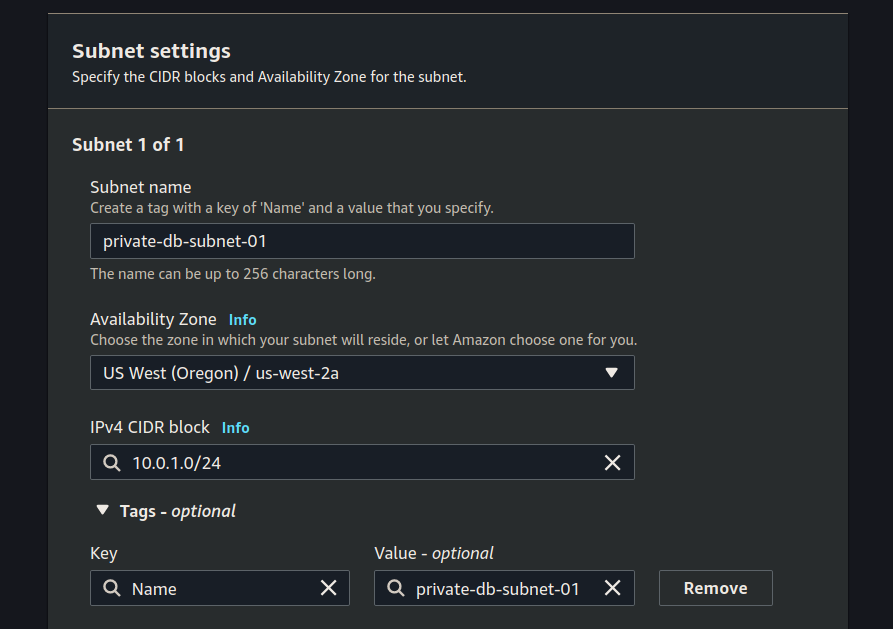 Subnet settings
Specify the CIDR blocks and Availability Zone for the subnet.
Subnet 1 of 1
Subnet name
Create a tag with a key of 'Name' and a value that you specify.
private-db-subnet-01
The name can be up to 256 characters long.
Availability Zone Info
Choose the zone in which your subnet will reside, or let Amazon choose one for you.
US West (Oregon) / us-west-2a
IPv4 CIDR block Info
10.0.1.0/24
Tags - optional
Key Value - optional
Name private-db-subnet-01 Remove